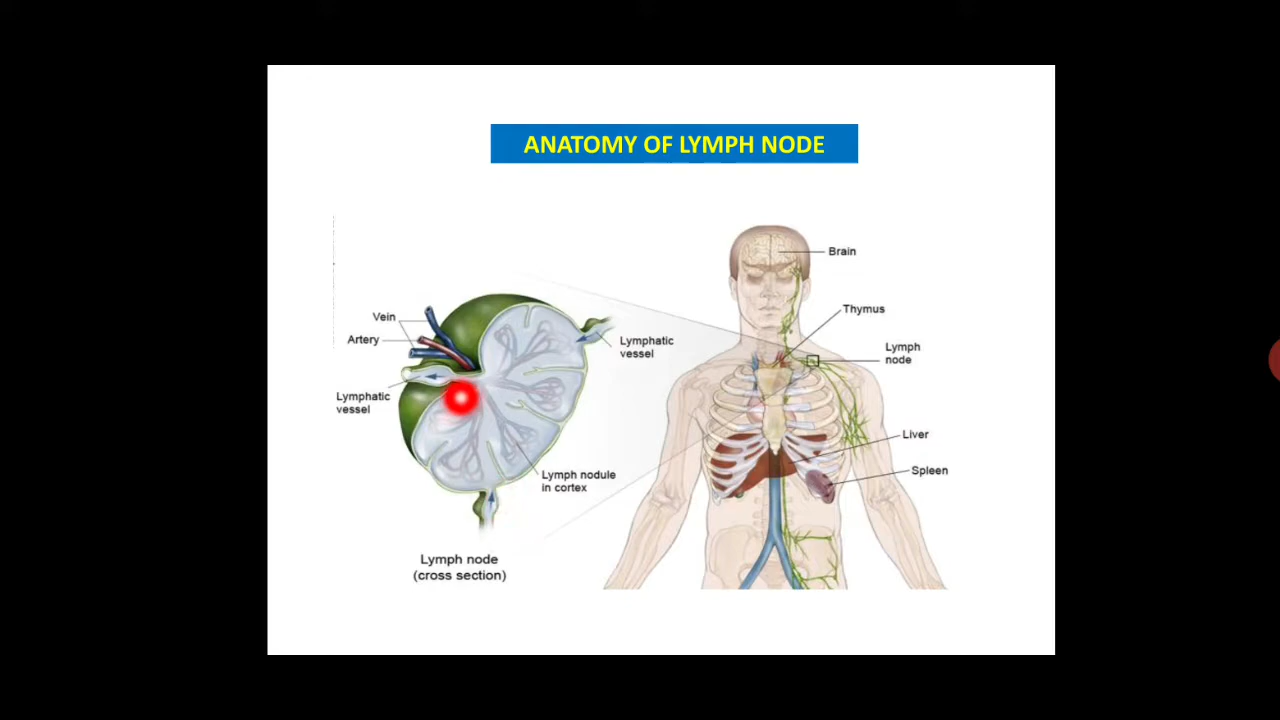 ANATOMY OF LYMPH NODE
Brain
Vein
Thymus
Artery
Lymphatic
vessel
Lymph
node
Lymphatic
vessel
Liver
Spleen
Lymph nodule
in cortex
Lymph node
(cross section)